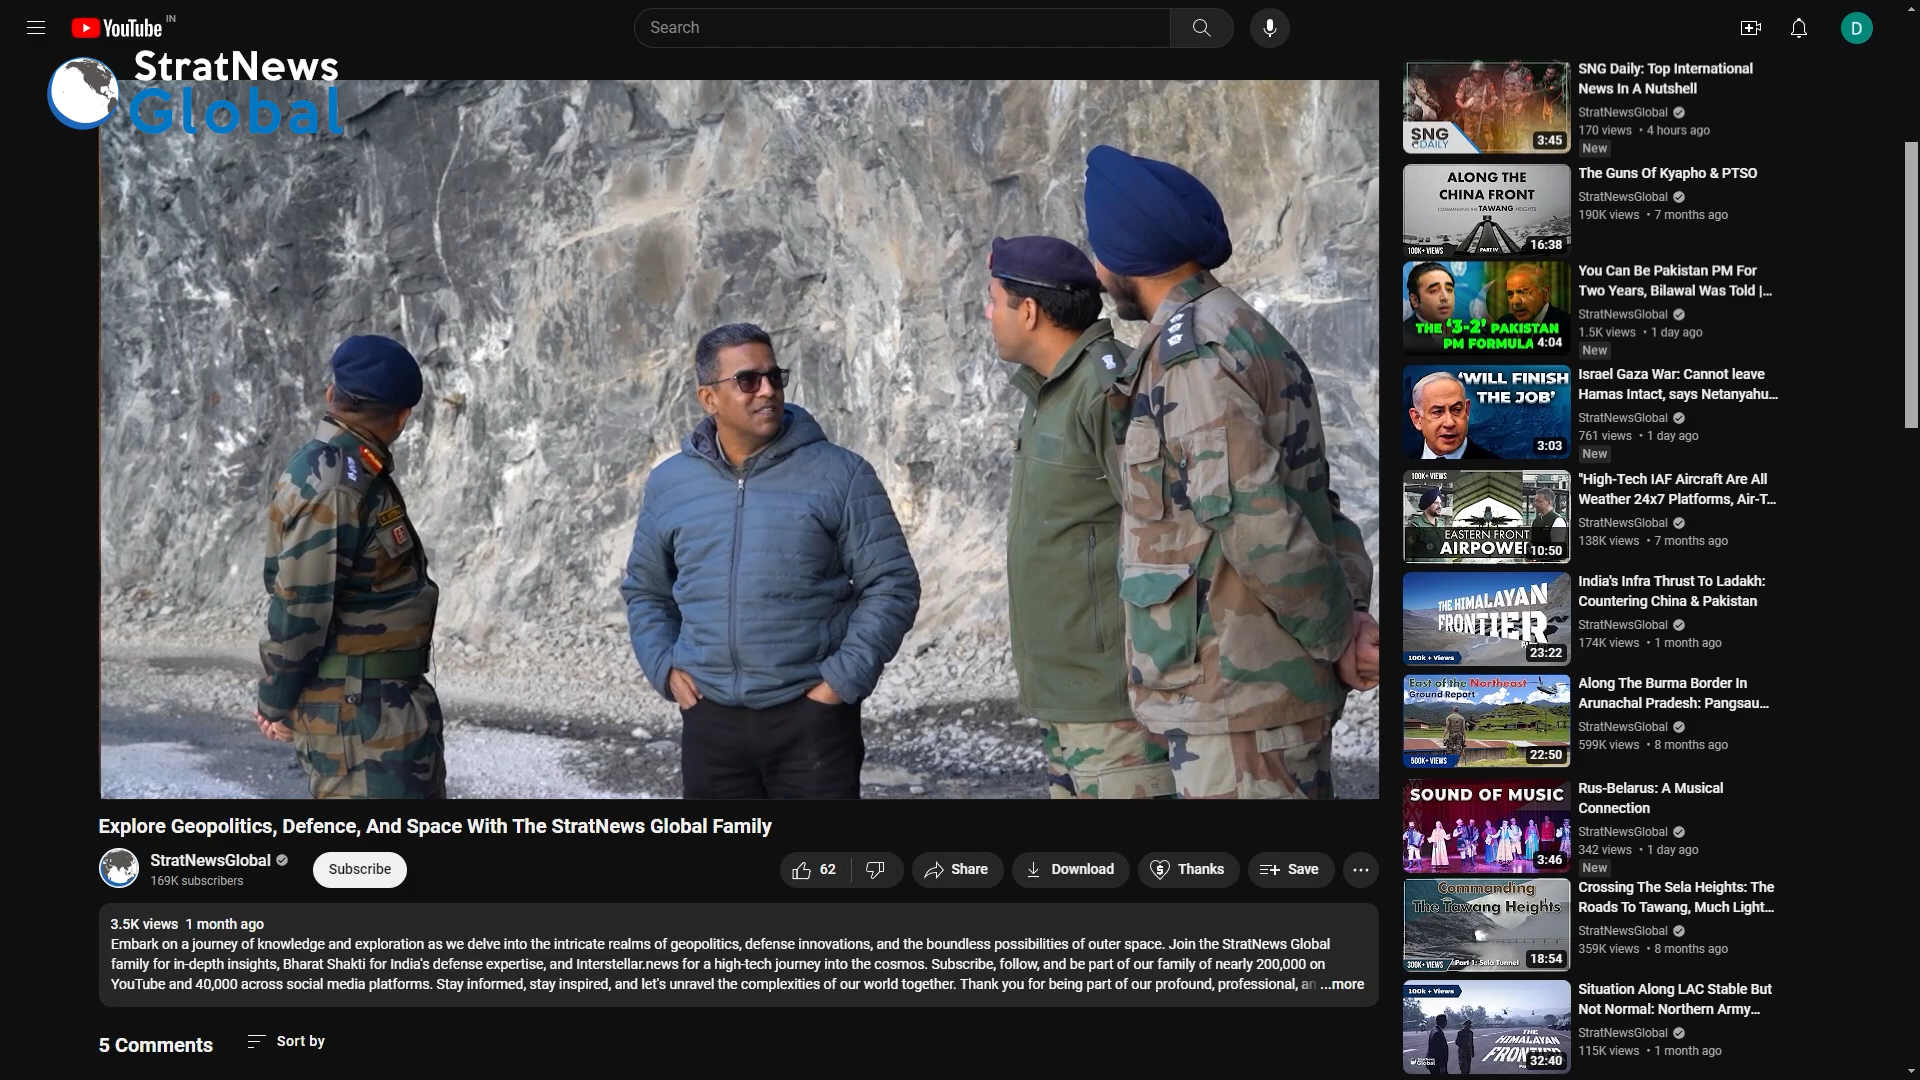 YouTube
IN
Search
D
StratNews
Global
Explore Geopolitics, Defence, And Space With The StratNews Global Family
StratNewsGlobal
169K subscribers
Subscribe
62
Share
Download
Thanks
Save
3.5K views 1 month ago
Embark on a journey of knowledge and exploration as we delve into the intricate realms of geopolitics, defense innovations, and the boundless possibilities of outer space. Join the StratNews Global
family for in-depth insights, Bharat Shakti for India's defense expertise, and Interstellar.news for a high-tech journey into the cosmos. Subscribe, follow, and be part of our family of nearly 200,000 on
YouTube and 40,000 across social media platforms. Stay informed, stay inspired, and let's unravel the complexities of our world together. Thank you for being part of our profound, professional, an ...more
5 Comments
Sort by
SNG
DAILY
3:45
SNG Daily: Top International
News In A Nutshell
StratNewsGlobal
170 views • 4 hours ago
New
ALONG THE
CHINA FRONT
COMMANDING THE TAWANG HEIGHTS
100K+ VIEWS
PART IV
16:38
The Guns Of Kyapho & PTSO
StratNewsGlobal
190K views • 7 months ago
THE '3-2' PAKISTAN
PM FORMULA
4:04
You Can Be Pakistan PM For
Two Years, Bilawal Was Told |...
StratNewsGlobal
1.5K views • 1 day ago
New
'WILL FINISH
THE JOB'
3:03
Israel Gaza War: Cannot leave
Hamas Intact, says Netanyahu...
StratNewsGlobal
761 views • 1 day ago
New
100K+ VIEWS
EASTERN FRONT
AIRPOWER
10:50
"High-Tech IAF Aircraft Are All
Weather 24x7 Platforms, Air-T...
StratNewsGlobal
138K views • 7 months ago
THE HIMALAYAN
FRONTIER
100k + Views
23:22
India's Infra Thrust To Ladakh:
Countering China & Pakistan
StratNewsGlobal
174K views • 1 month ago
East of the Northeast
Ground Report
500K+ VIEWS
22:50
Along The Burma Border In
Arunachal Pradesh: Pangsau...
StratNewsGlobal
599K views • 8 months ago
SOUND OF MUSIC
3:46
Rus-Belarus: A Musical
Connection
StratNewsGlobal
342 views • 1 day ago
New
Commanding
The Tawang Heights
300K+ VIEWS
Part 1: Sela Tunnel
18:54
Crossing The Sela Heights: The
Roads To Tawang, Much Light...
StratNewsGlobal
359K views • 8 months ago
100k + Views
THE
HIMALAYAN
FRONTIER
32:40
Situation Along LAC Stable But
Not Normal: Northern Army...
StratNewsGlobal
115K views • 1 month ago